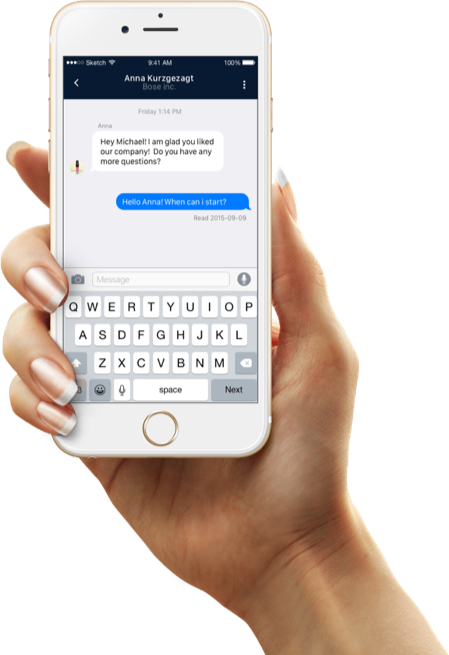 Sketch 9:41 AM 100%
Anna Kurzgezagt
Bose inc.
Friday 1:14 PM
Anna
Hey Michael! I am glad you liked
our company! Do you have any
more questions?
Hello Anna! When can i start?
Read 2015-09-09
Message
Q W E R T Y U I O P
A S D F G H J K L
Z X C V B N M
space Next